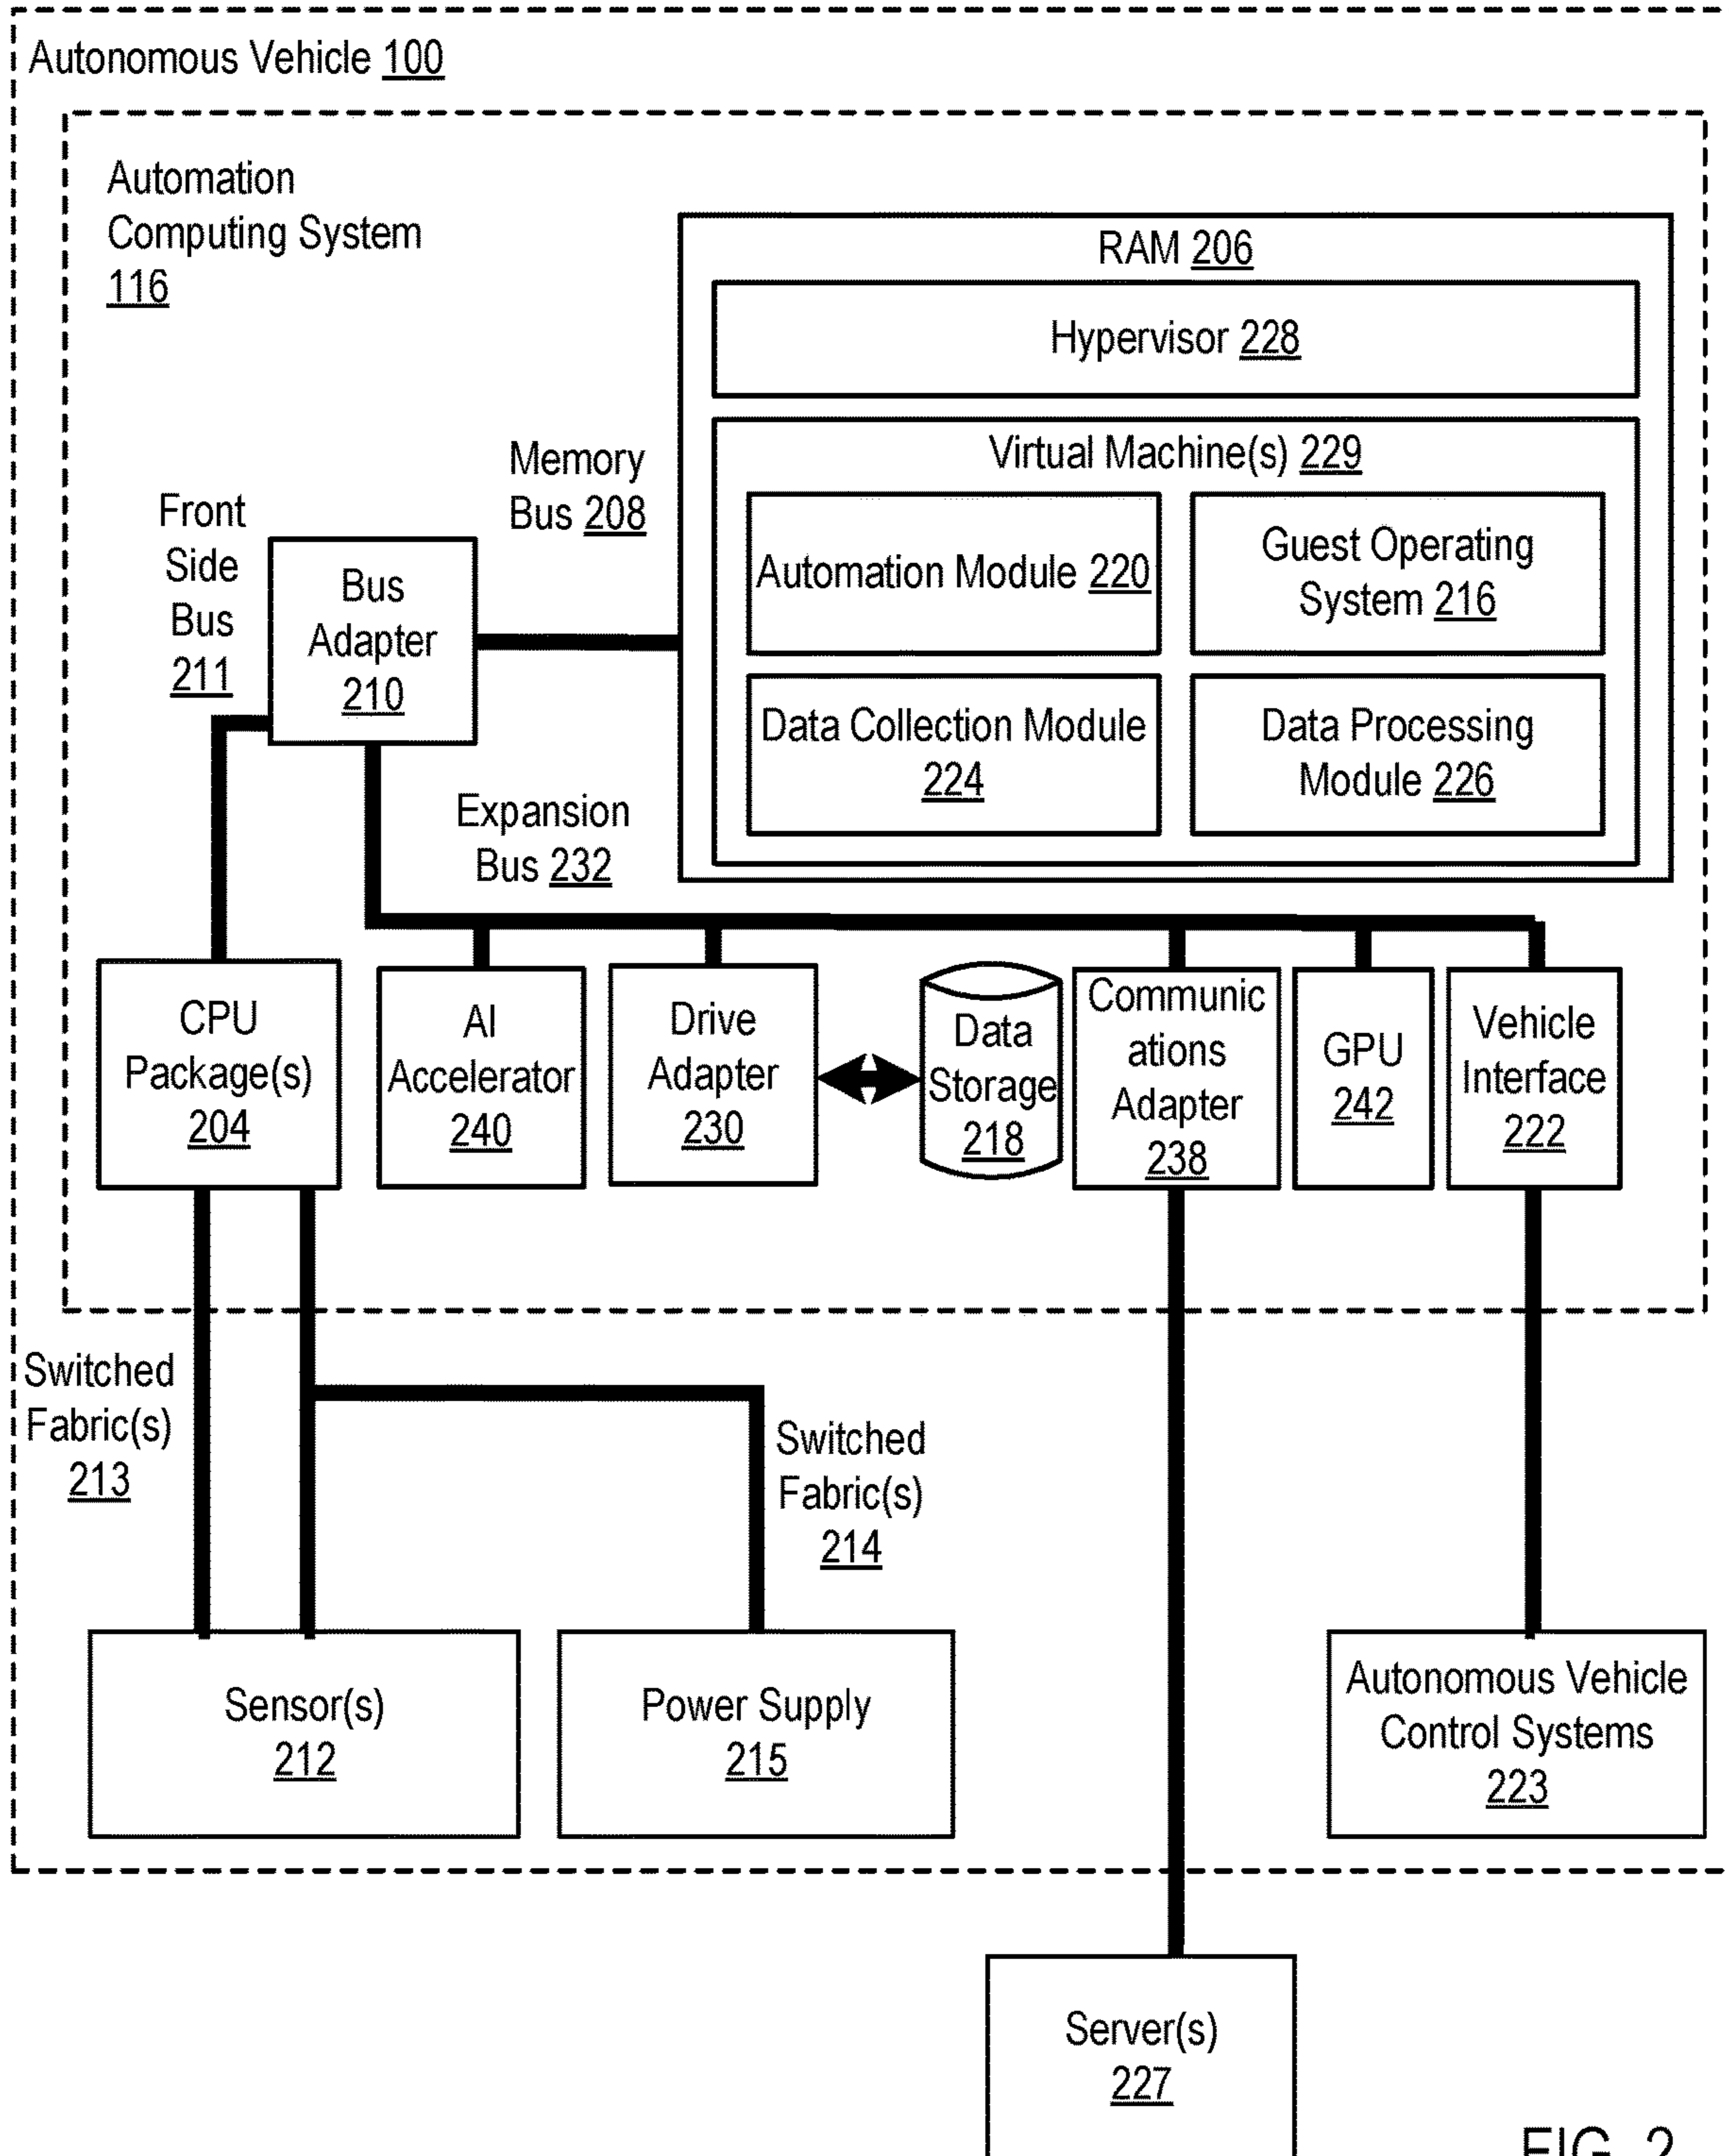 Autonomous Vehicle 100
Automation
Computing System
116
RAM 206
Hypervisor 228
Virtual Machine(s) 229
Automation Module 220
Guest Operating
System 216
Data Collection Module
224
Data Processing
Module 226
Memory
Bus 208
Front
Side
Bus
211
Bus
Adapter
210
Expansion
Bus 232
CPU
Package(s)
204
AI
Accelerator
240
Drive
Adapter
230
Data
Storage
218
Communic
ations
Adapter
238
GPU
242
Vehicle
Interface
222
Switched
Fabric(s)
213
Switched
Fabric(s)
214
Sensor(s)
212
Power Supply
215
Autonomous Vehicle
Control Systems
223
Server(s)
227
FIG. 2